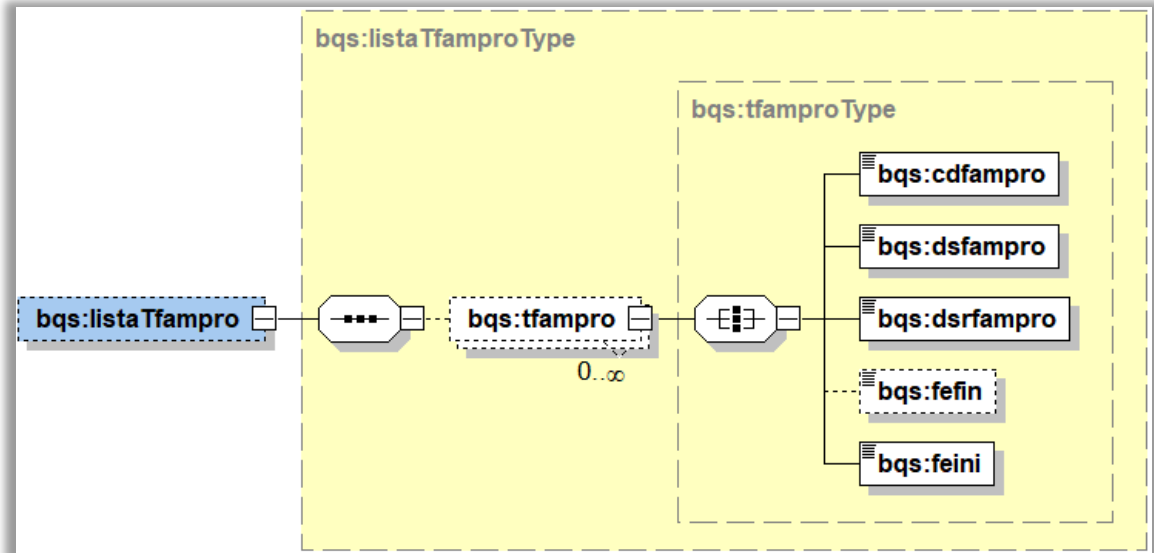 bqs:listaTfamproType
bqs:tfamproType
bqs:cdfampro
bqs:dsfampro
bqs:listaTfampro
bqs:tfampro
bqs:dsrfampro
0..∞
bqs:fefin
bqs:feini